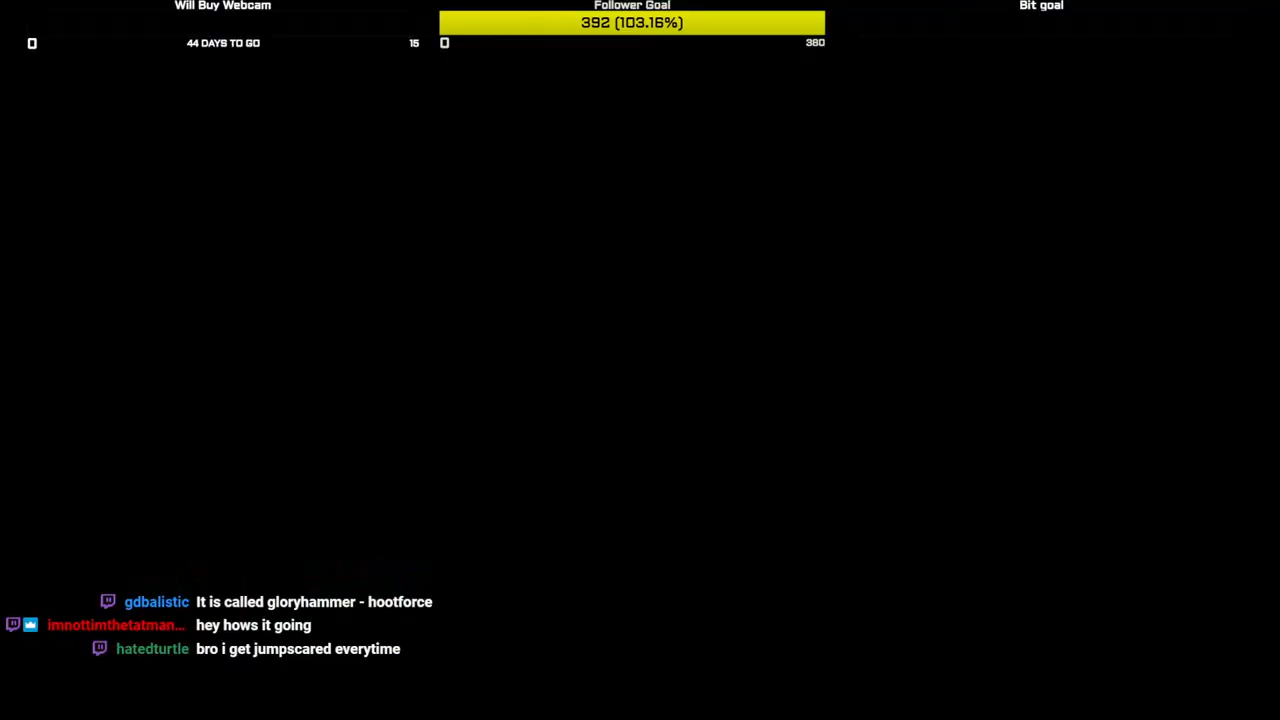 Will Buy Webcam
Follower Goal
Bit goal
392 (103.16%)
0
44 DAYS TO GO
15
0
380
gdbalistic It is called gloryhammer - hootforce
imnottimthetatman... hey hows it going
hatedturtle bro i get jumpscared everytime